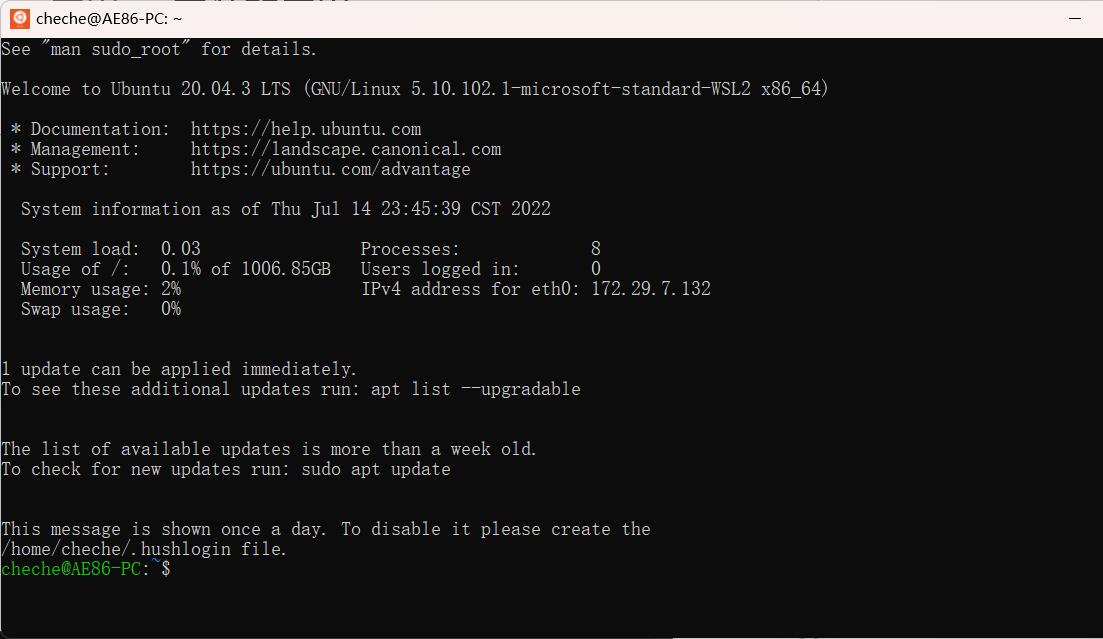 cheche@AE86-PC: ~
See "man sudo_root" for details.
Welcome to Ubuntu 20.04.3 LTS (GNU/Linux 5.10.102.1-microsoft-standard-WSL2 x86_64)
* Documentation:  https://help.ubuntu.com
* Management:     https://landscape.canonical.com
* Support:        https://ubuntu.com/advantage
System information as of Thu Jul 14 23:45:39 CST 2022
System load:  0.03                Processes:             8
Usage of /:   0.1% of 1006.85GB   Users logged in:       0
Memory usage: 2%                  IPv4 address for eth0: 172.29.7.132
Swap usage:   0%
1 update can be applied immediately.
To see these additional updates run: apt list --upgradable
The list of available updates is more than a week old.
To check for new updates run: sudo apt update
This message is shown once a day. To disable it please create the
/home/cheche/.hushlogin file.
cheche@AE86-PC:~$